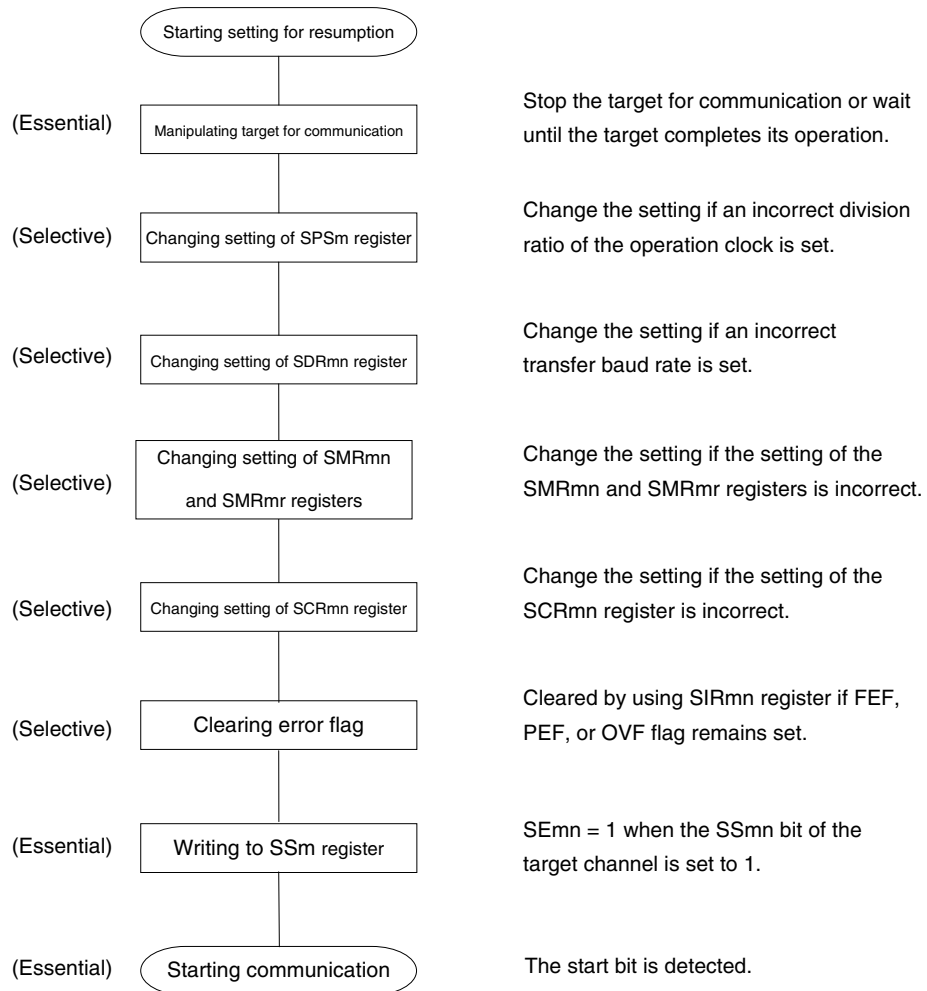 Starting setting for resumption
(Essential)
Manipulating target for communication
Stop the target for communication or wait
until the target completes its operation.
(Selective)
Changing setting of SPSm register
Change the setting if an incorrect division
ratio of the operation clock is set.
(Selective)
Changing setting of SDRmn register
Change the setting if an incorrect
transfer baud rate is set.
(Selective)
Changing setting of SMRmn
and SMRmr registers
Change the setting if the setting of the
SMRmn and SMRmr registers is incorrect.
(Selective)
Changing setting of SCRmn register
Change the setting if the setting of the
SCRmn register is incorrect.
(Selective)
Clearing error flag
Cleared by using SIRmn register if FEF,
PEF, or OVF flag remains set.
(Essential)
Writing to SSm register
SEmn = 1 when the SSmn bit of the
target channel is set to 1.
(Essential)
Starting communication
The start bit is detected.